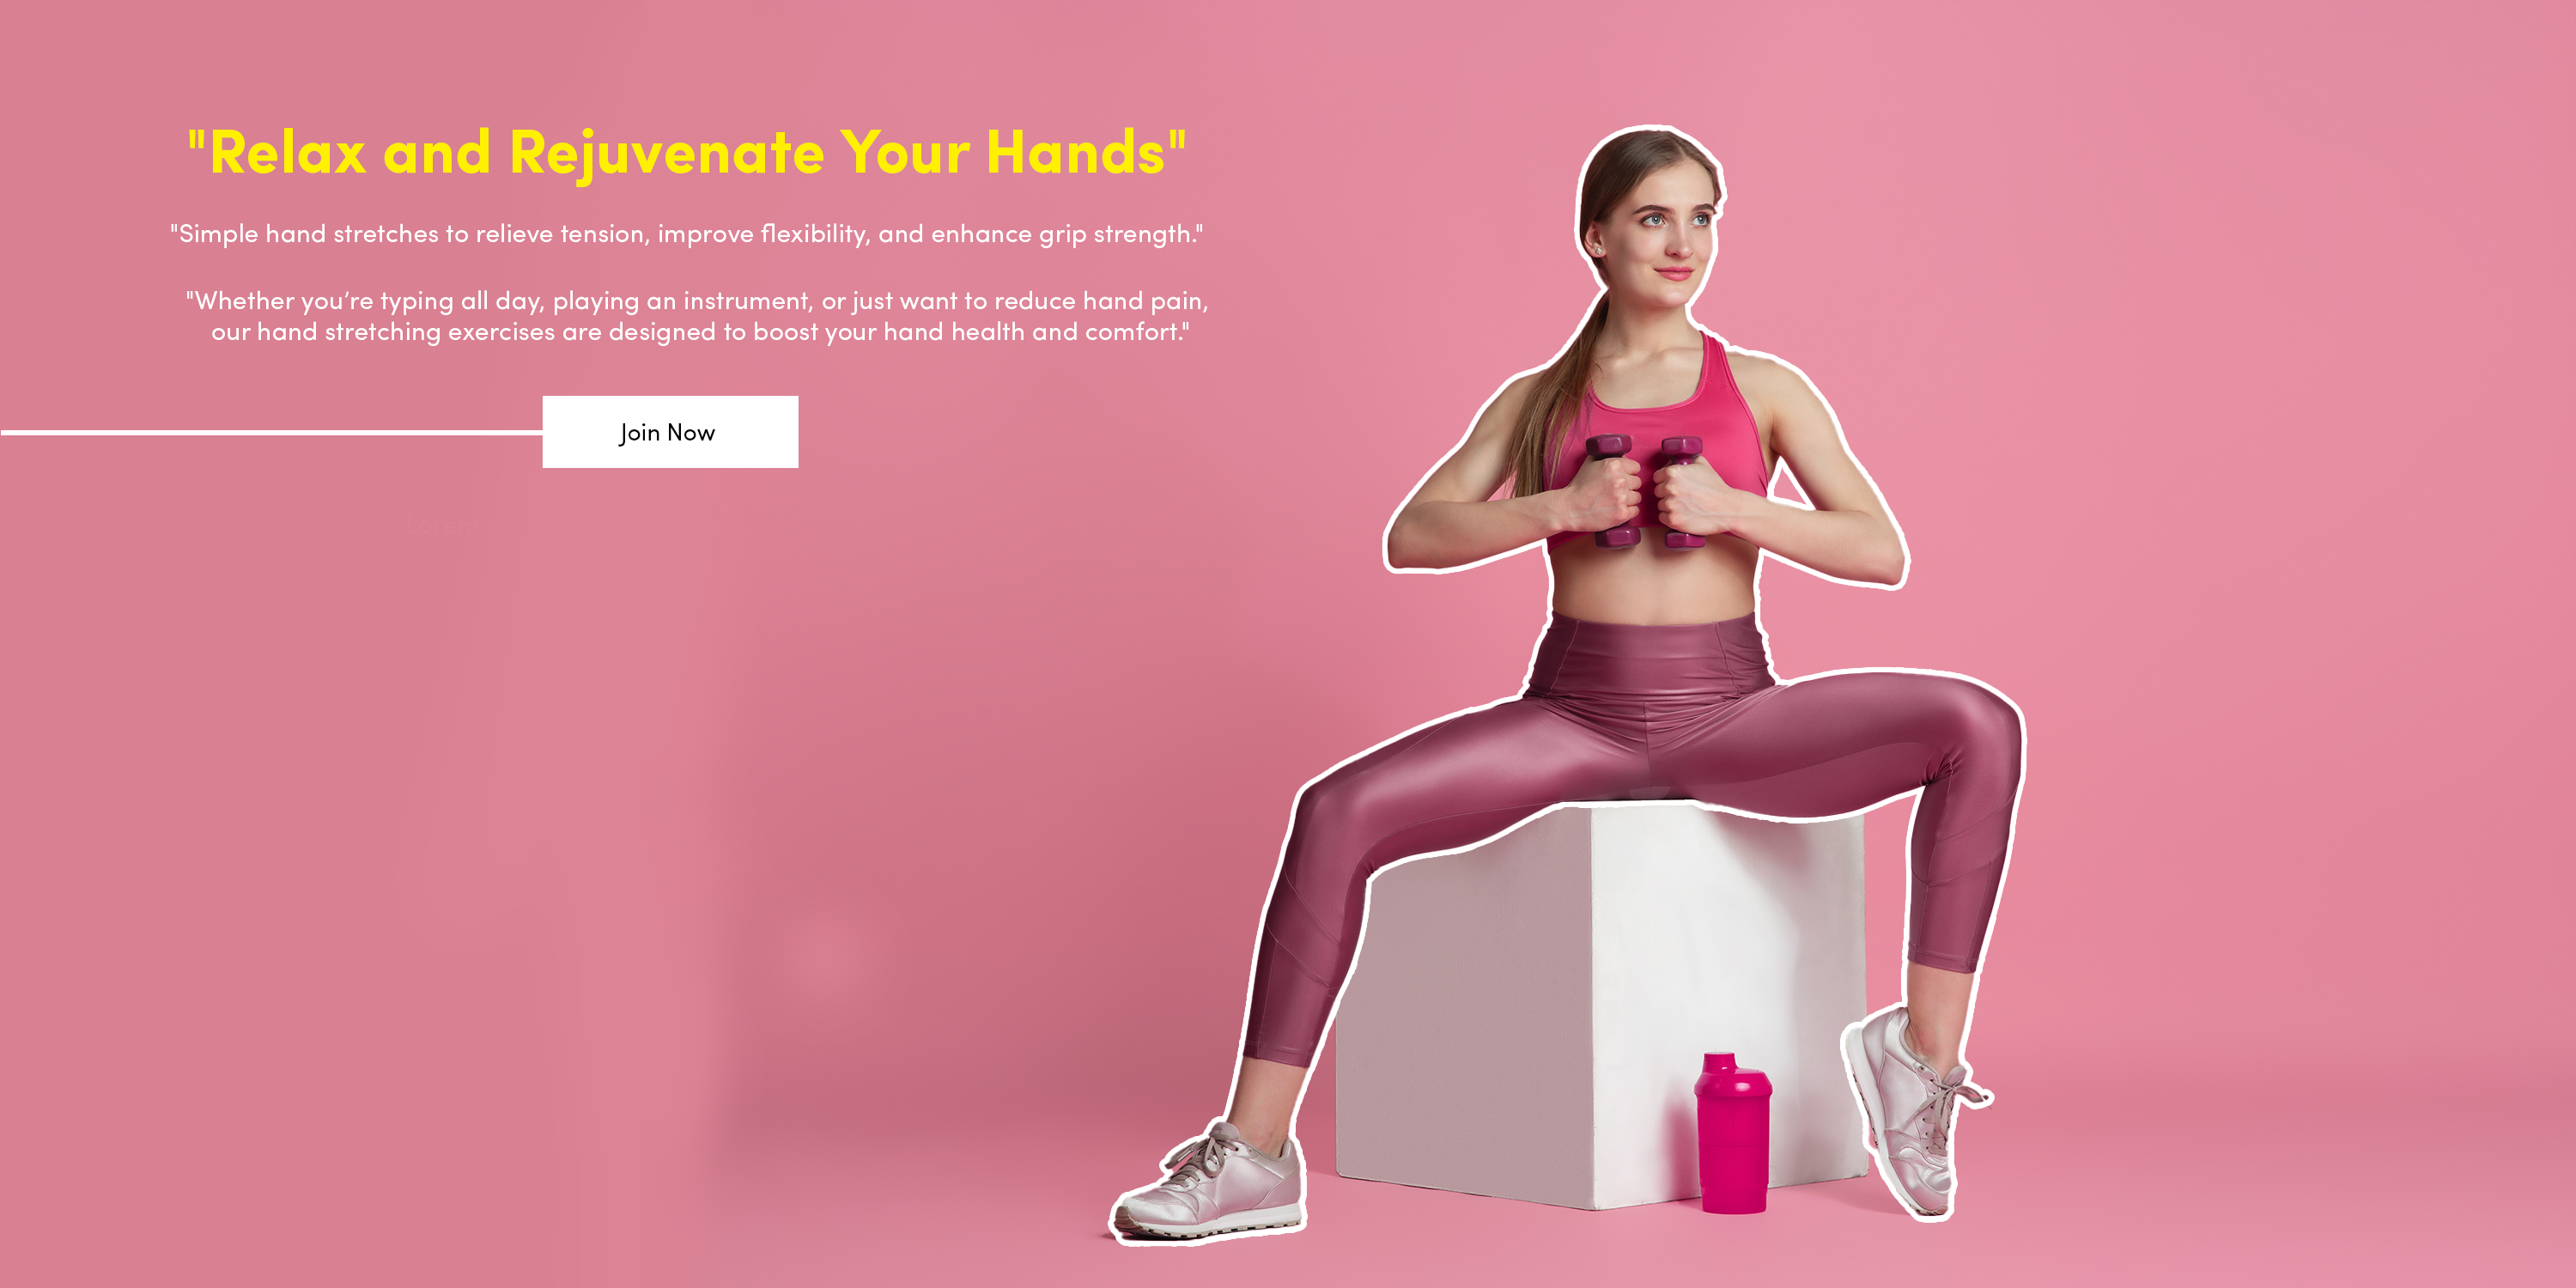 "Relax and Rejuvenate Your Hands"
"Simple hand stretches to relieve tension, improve flexibility, and enhance grip strength."
"Whether you’re typing all day, playing an instrument, or just want to reduce hand pain,
our hand stretching exercises are designed to boost your hand health and comfort."
Join Now
Lorem